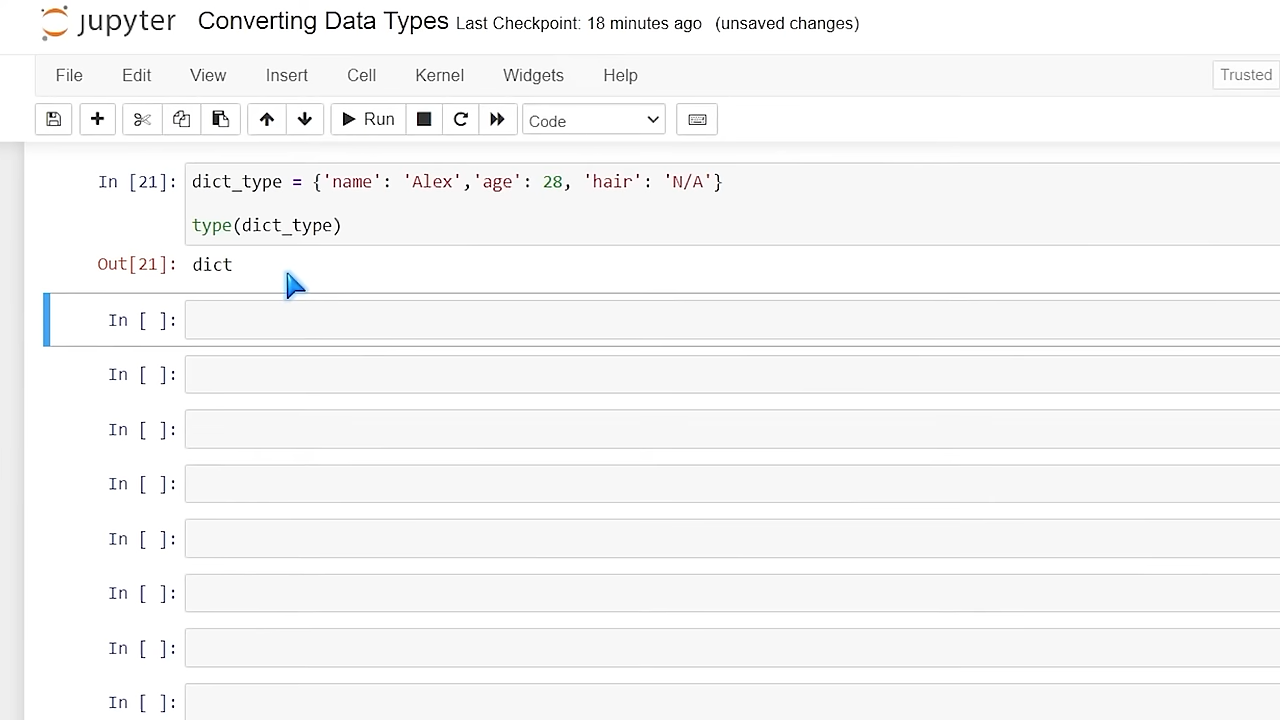 jupyter Converting Data Types Last Checkpoint: 18 minutes ago (unsaved changes)
File Edit View Insert Cell Kernel Widgets Help Trusted
Run Code
In [21]: dict_type = {'name': 'Alex','age': 28, 'hair': 'N/A'}
type(dict_type)
Out[21]: dict
In [ ]:
In [ ]:
In [ ]:
In [ ]:
In [ ]:
In [ ]:
In [ ]:
In [ ]: